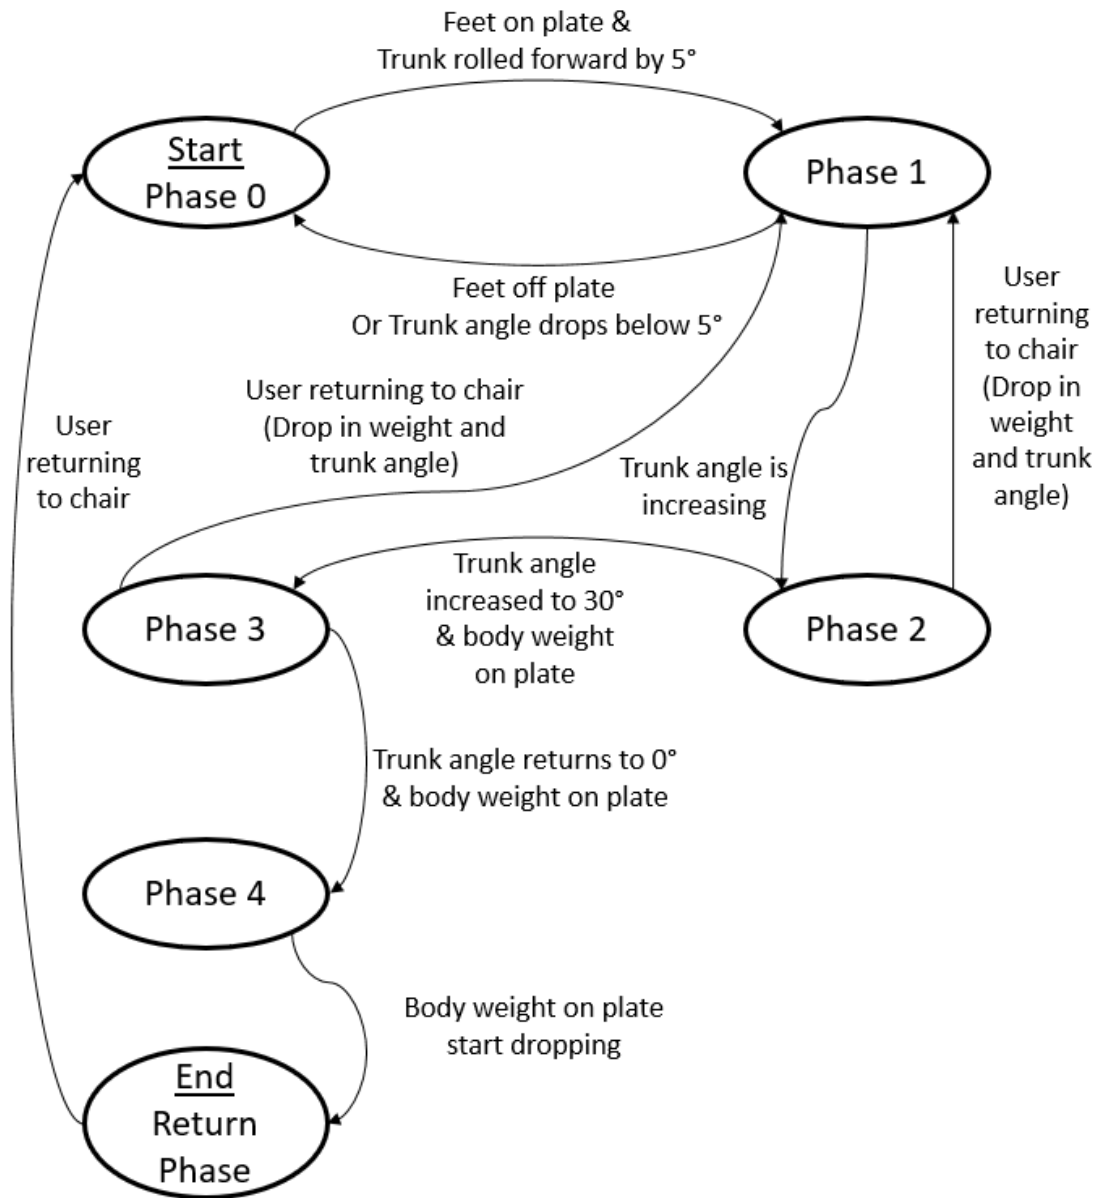 Feet on plate &
Trunk rolled forward by 5°
Start
Phase 0
Phase 1
Feet off plate
Or Trunk angle drops below 5°
User
returning
to chair
(Drop in
weight
and trunk
angle)
User returning to chair
(Drop in weight and
trunk angle)
User
returning
to chair
Trunk angle is
increasing
Trunk angle
increased to 30°
& body weight
on plate
Phase 3
Phase 2
Trunk angle returns to 0°
& body weight on plate
Phase 4
Body weight on plate
start dropping
End
Return
Phase